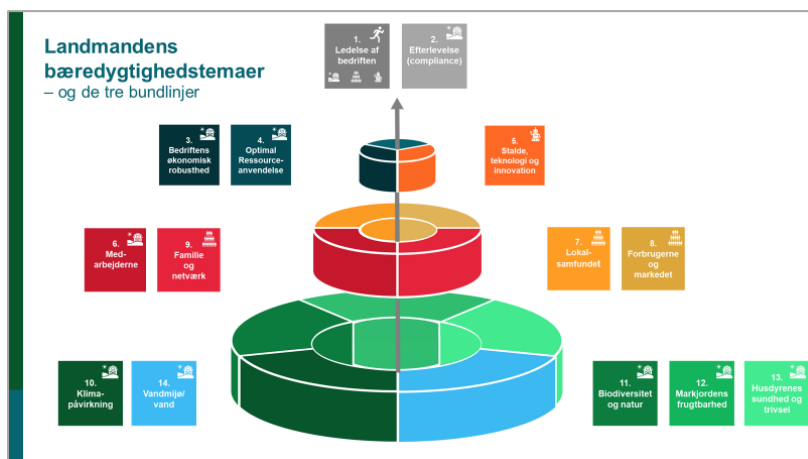 Landmandens
bæredygtighedstemaer
– og de tre bundlinjer
1.
Ledelse af
bedriften
2.
Efterlevelse
(compliance)
3.
Bedriftens
økonomisk
robusthed
4.
Optimal
Ressource-
anvendelse
5.
Stalde,
teknologi og
innovation
6.
Med-
arbejderne
9.
Familie
og
netværk
7.
Lokal-
samfundet
8.
Forbrugerne
og
markedet
10.
Klima-
påvirkning
14.
Vandmijø/
vand
11.
Biodiversitet
og natur
12.
Markjordens
frugtbarhed
13.
Husdyrenes
sundhed og
trivsel